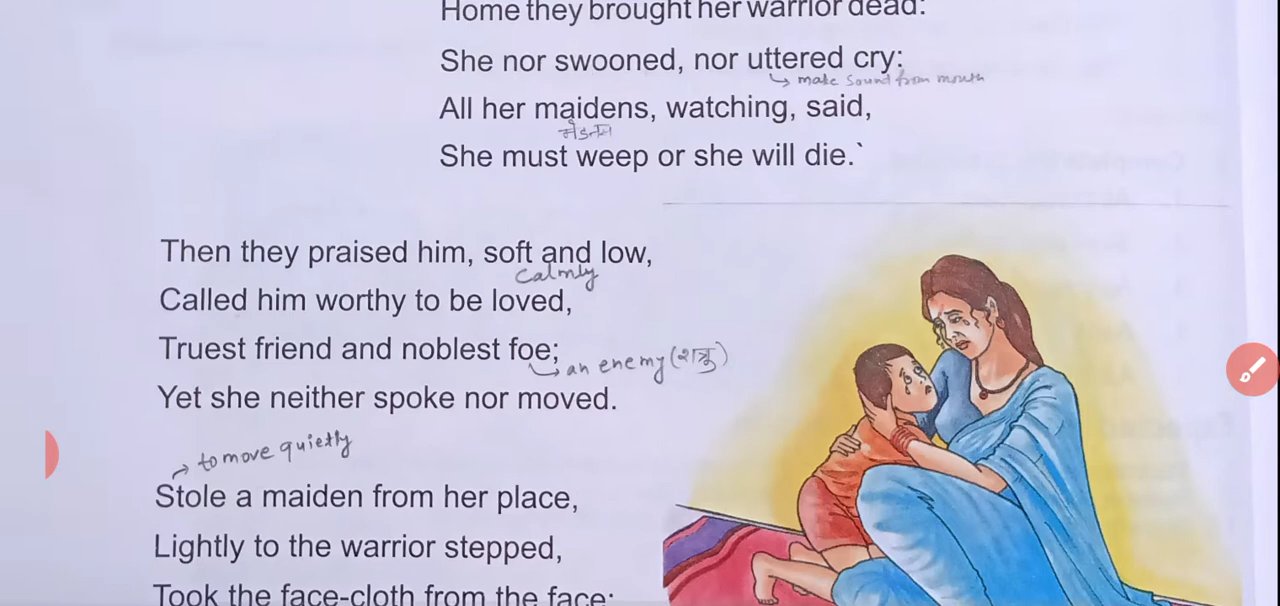 Home they brought her warrior dead:
She nor swooned, nor uttered cry:
make sound from mouth
All her maidens, watching, said,
She must weep or she will die.`
Then they praised him, soft and low,
calmly
Called him worthy to be loved,
Truest friend and noblest foe;
an enemy (शत्रु)
Yet she neither spoke nor moved.
to move quietly
Stole a maiden from her place,
Lightly to the warrior stepped,
Took the face-cloth from the face: